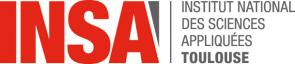 INSA
INSTITUT NATIONAL
DES SCIENCES
APPLIQUÉES
TOULOUSE